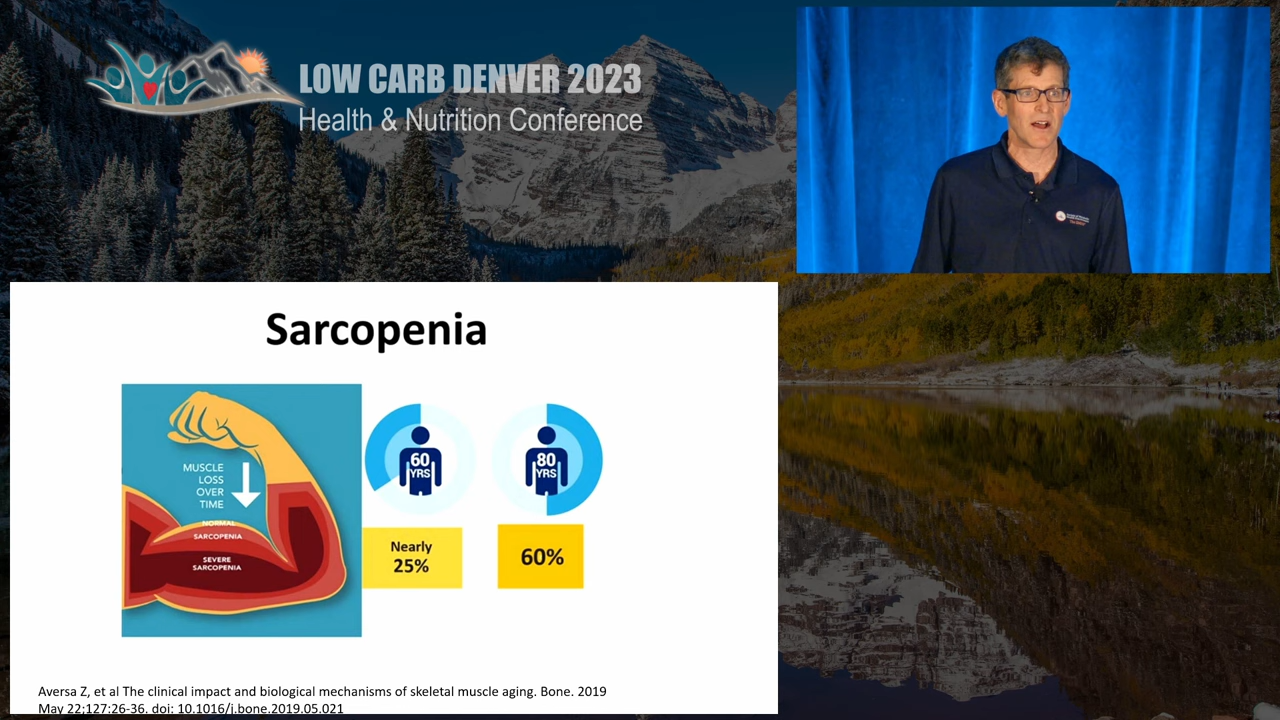 LOW CARB DENVER 2023
Health & Nutrition Conference
Sarcopenia
MUSCLE
LOSS
OVER
TIME
NORMAL
SARCOPENIA
SEVERE
SARCOPENIA
60
YRS
80
YRS
Nearly
25%
60%
Aversa Z, et al The clinical impact and biological mechanisms of skeletal muscle aging. Bone. 2019
May 22;127:26-36. doi: 10.1016/j.bone.2019.05.021